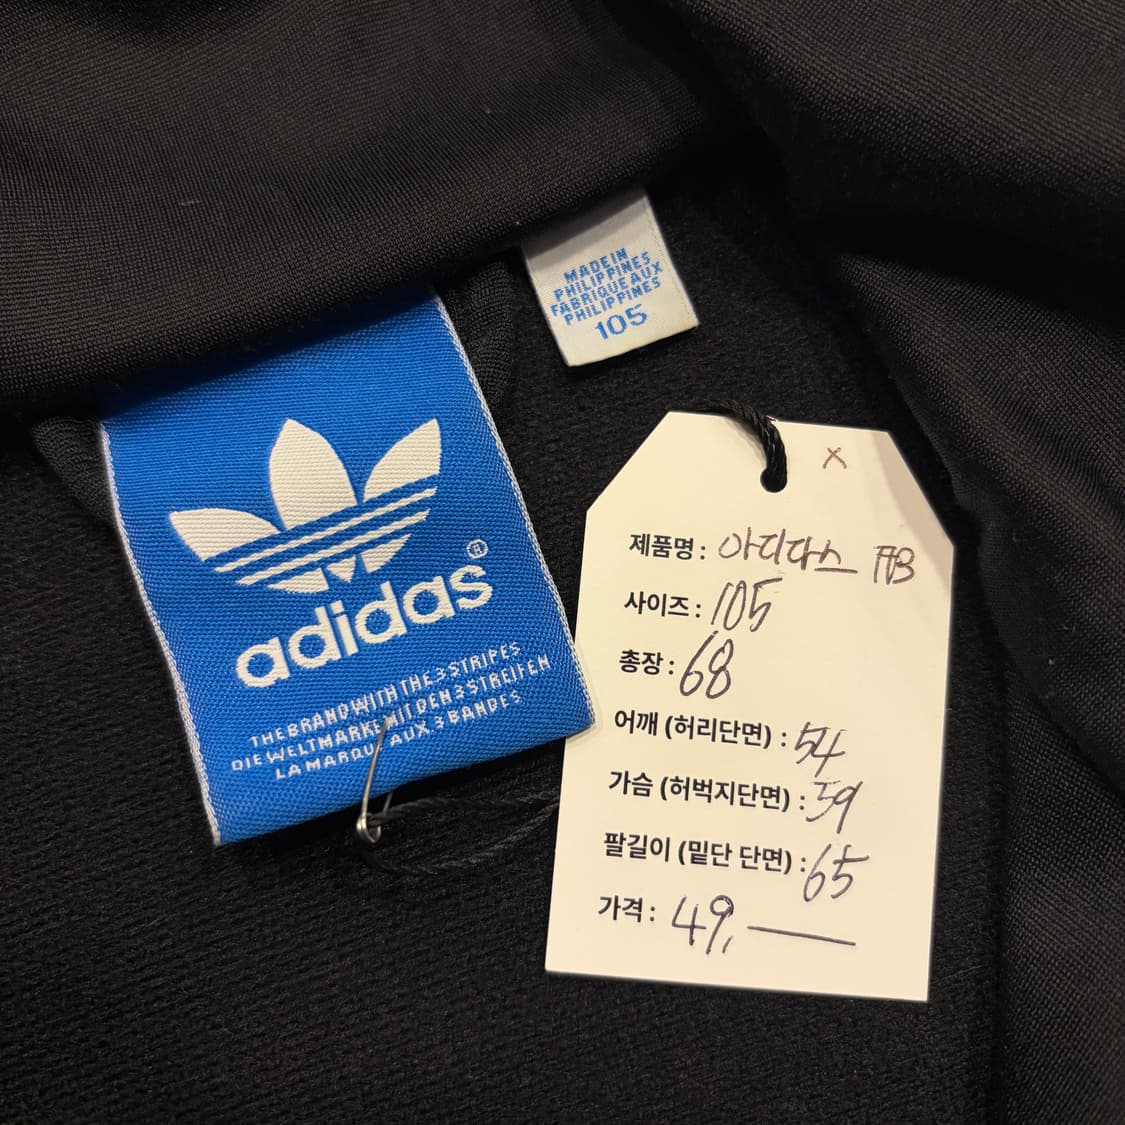 MADE IN
PHILIPPINES
FABRIQUE AUX
PHILIPPINES
105
adidas®
THE BRAND WITH THE 3 STRIPES
DIE WELTMARKE MIT DEN 3 STREIFEN
LA MARQUE AUX 3 BANDES
X
제품명 : 아디다스
사이즈 : 105
총장 : 68
어깨 (허리단면) : 54
가슴 (허벅지단면) : 59
팔길이 (밑단 단면) : 65
가격 : 49,—